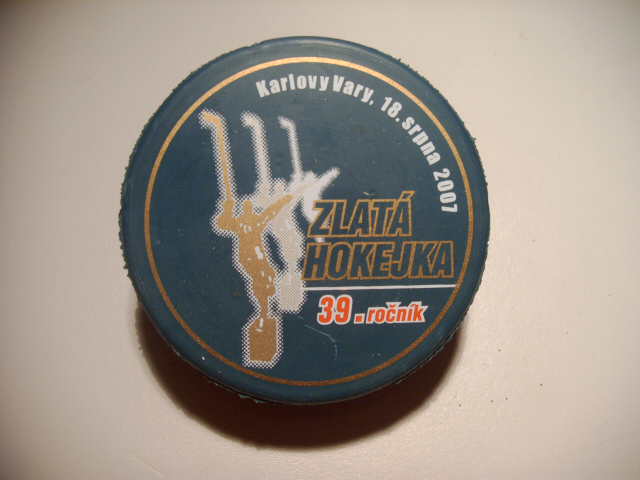 Karlovy Vary, 18. srpna 2007
ZLATÁ
HOKEJKA
39. ročník